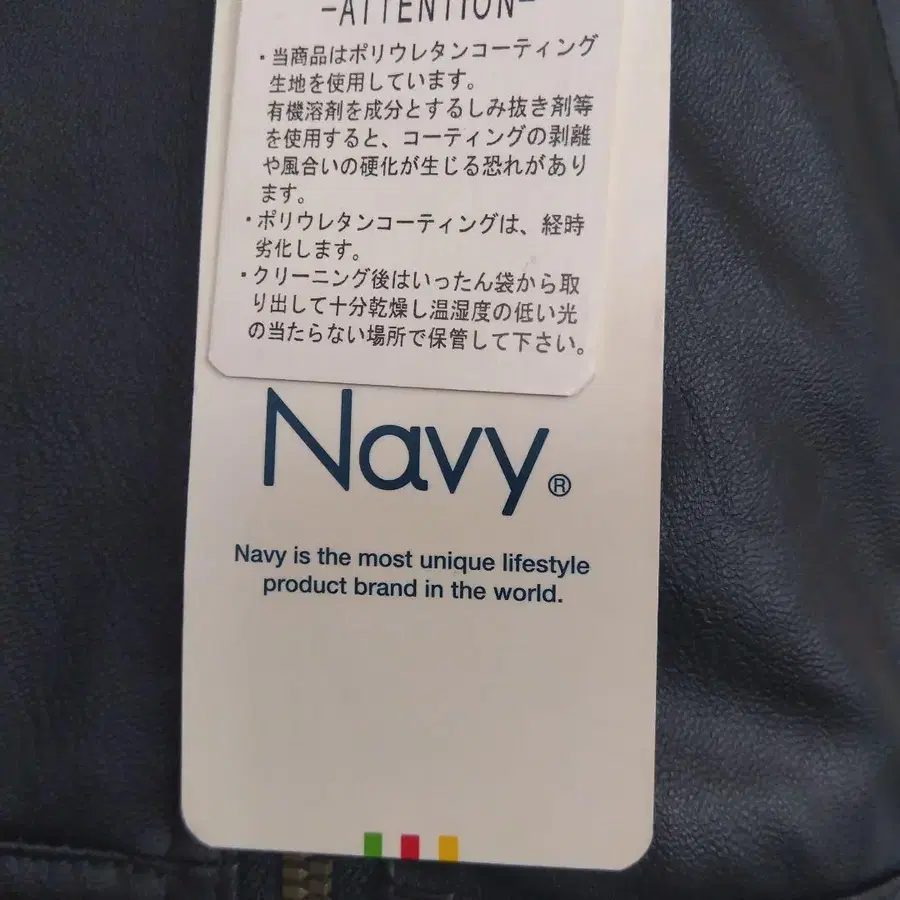 -ATTENTION-
・当商品はポリウレタンコーティング
生地を使用しています。
有機溶剤を成分とするしみ抜き剤等
を使用すると、コーティングの剥離
や風合いの硬化が生じる恐れがあり
ます。
・ポリウレタンコーティングは、経時
劣化します。
・クリーニング後はいったん袋から取
り出して十分乾燥し温湿度の低い光
の当たらない場所で保管して下さい。
Navy®
Navy is the most unique lifestyle
product brand in the world.